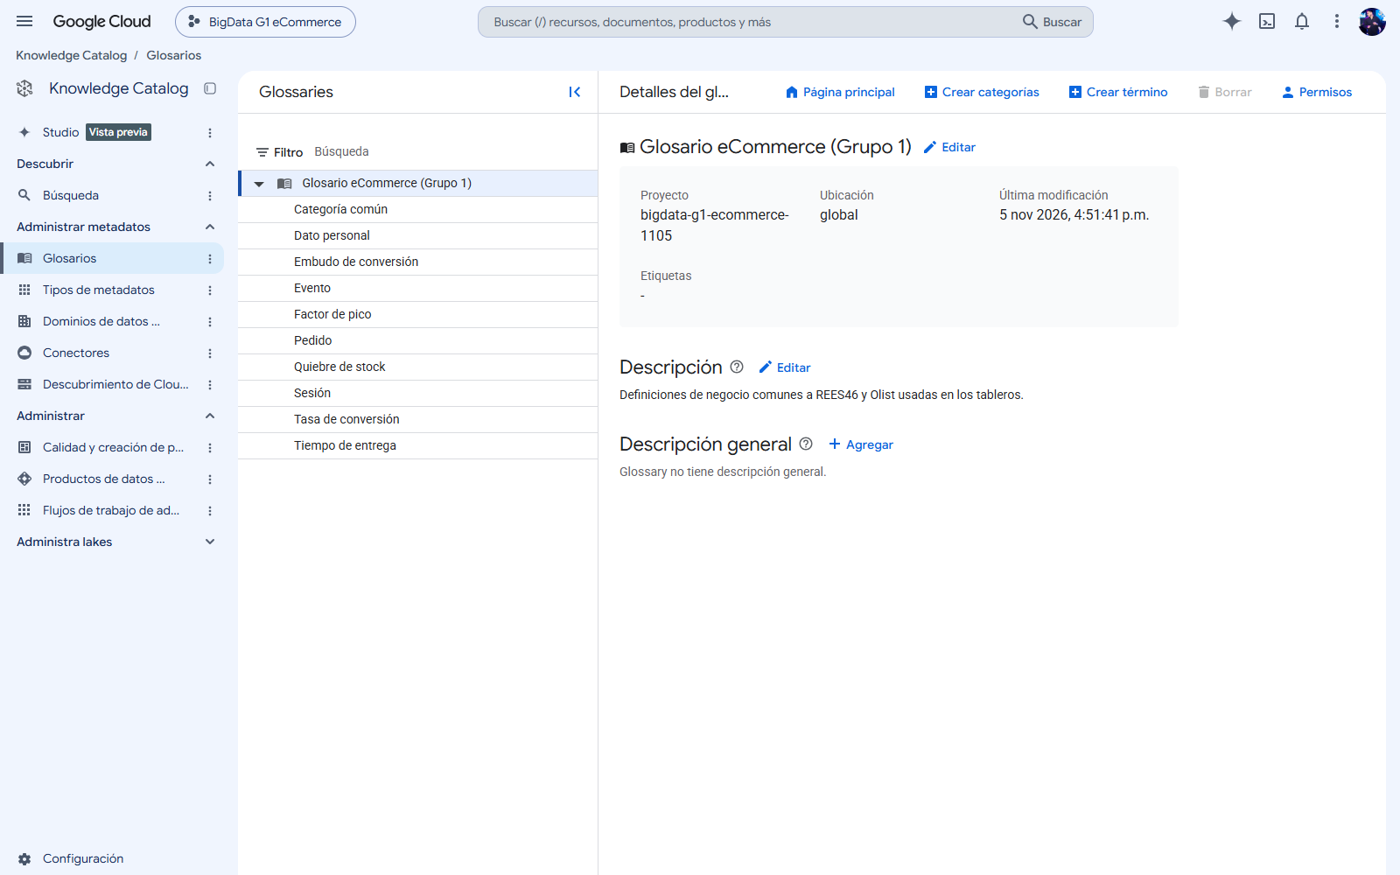 Google Cloud
BigData G1 eCommerce
Buscar (/) recursos, documentos, productos y más
Buscar
Knowledge Catalog / Glosarios
Knowledge Catalog
Studio Vista previa
Descubrir
Búsqueda
Administrar metadatos
Glosarios
Tipos de metadatos
Dominios de datos ...
Conectores
Descubrimiento de Clou...
Administrar
Calidad y creación de p...
Productos de datos ...
Flujos de trabajo de ad...
Administra lakes
Configuración
Glossaries
Filtro Búsqueda
Glosario eCommerce (Grupo 1)
Categoría común
Dato personal
Embudo de conversión
Evento
Factor de pico
Pedido
Quiebre de stock
Sesión
Tasa de conversión
Tiempo de entrega
Detalles del gl...
Página principal
Crear categorías
Crear término
Borrar
Permisos
Glosario eCommerce (Grupo 1) Editar
Proyecto
bigdata-g1-ecommerce-
1105
Ubicación
global
Última modificación
5 nov 2026, 4:51:41 p.m.
Etiquetas
-
Descripción Editar
Definiciones de negocio comunes a REES46 y Olist usadas en los tableros.
Descripción general Agregar
Glossary no tiene descripción general.